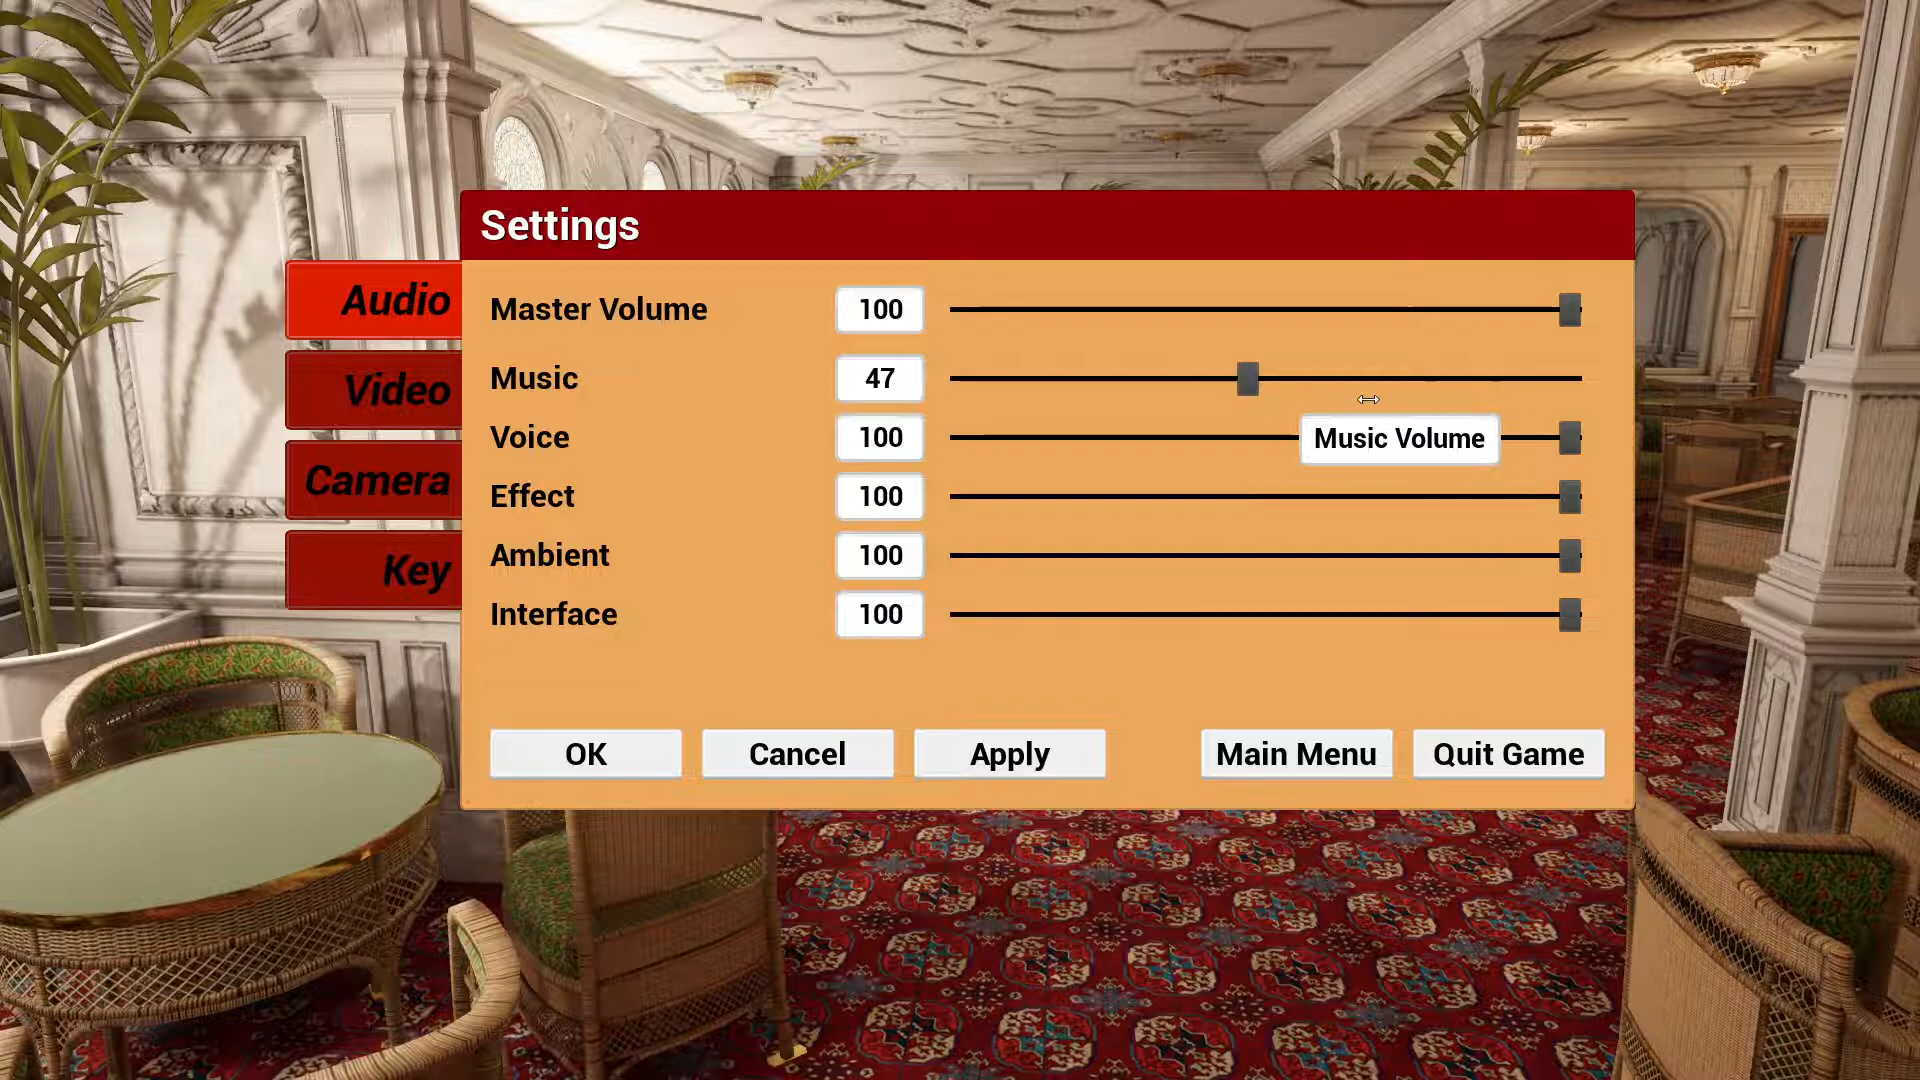 Settings
Audio
Video
Camera
Key
Master Volume 100
Music 47
Voice 100 Music Volume
Effect 100
Ambient 100
Interface 100
OK Cancel Apply Main Menu Quit Game